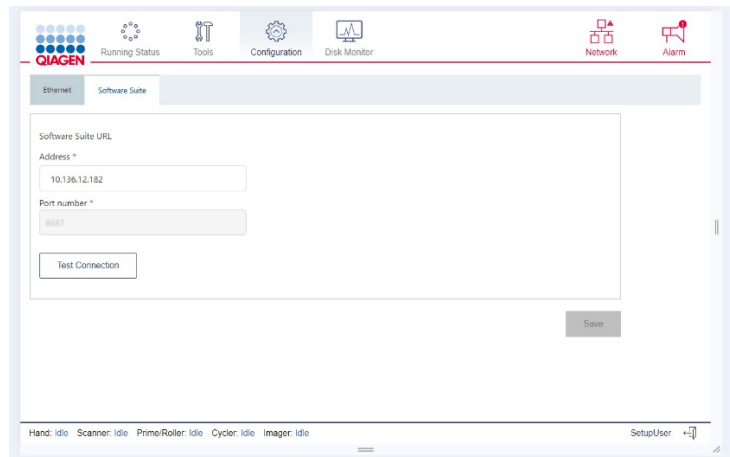 QIAGEN
Running Status Tools Configuration Disk Monitor Network Alarm
Ethernet Software Suite
Software Suite URL
Address *
10.136.12.182
Port number *
8687
Test Connection
Save
Hand: Idle Scanner: Idle Prime/Roller: Idle Cycler: Idle Imager: Idle SetupUser